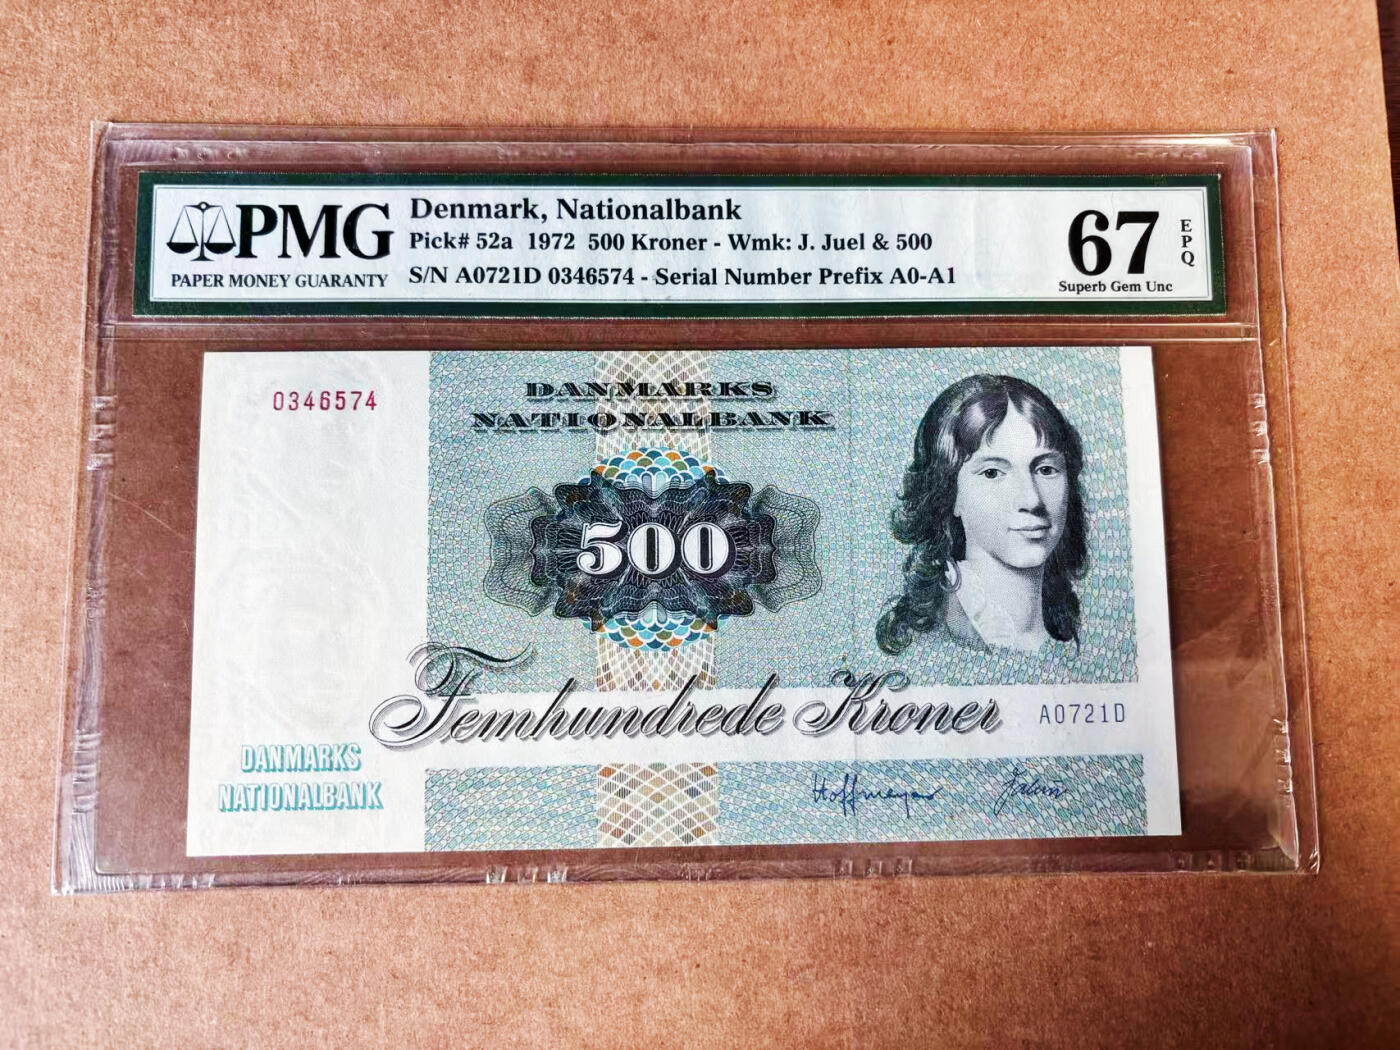 PMG
PAPER MONEY GUARANTY
Denmark, Nationalbank
Pick# 52a 1972 500 Kroner - Wmk: J. Juel & 500
S/N A0721D 0346574 - Serial Number Prefix A0-A1
67
EPQ
Superb Gem Unc
0346574
DANMARKS
NATIONALBANK
500
Femhundrede Kroner
A0721D
DANMARKS
NATIONALBANK
Hoffmeyer